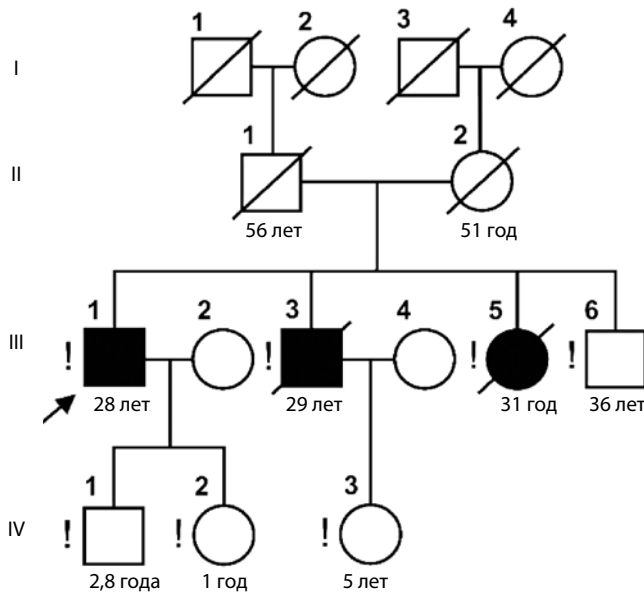 1 2 3 4
I
1 2
II
56 лет 51 год
1 2 3 4 5 6
III
! ! ! !
28 лет 29 лет 31 год 36 лет
1 2 3
IV
! ! !
2,8 года 1 год 5 лет